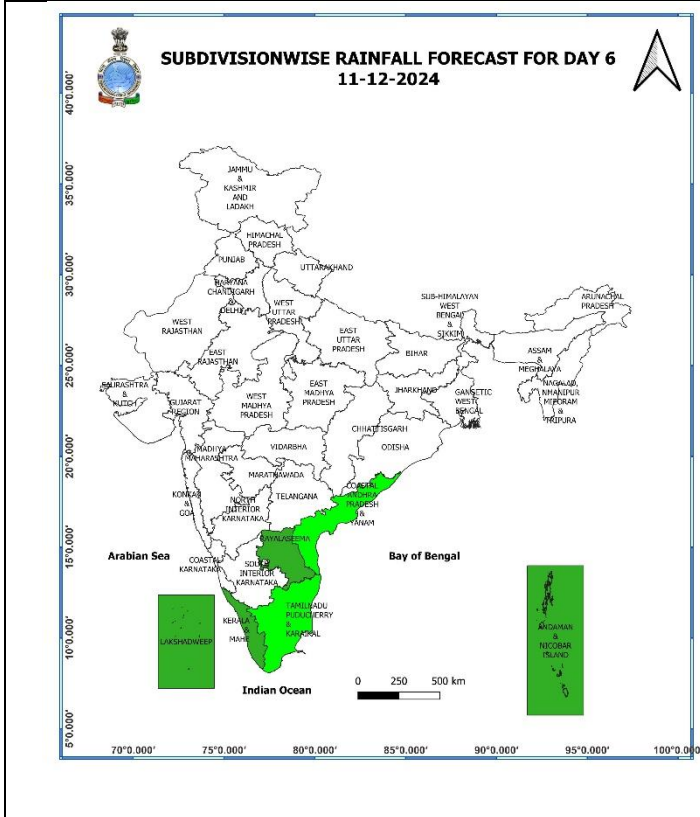 SUBDIVISIONWISE RAINFALL FORECAST FOR DAY 6
11-12-2024
40°0.000'
35°0.000'
30°0.000'
25°0.000'
20°0.000'
15°0.000'
10°0.000'
5°0.000'
JAMMU
&
KASHMIR
AND
LADAKH
HIMACHAL
PRADESH
PUNJAB
UTTARAKHAND
HARYANA
CHANDIGARH
&
DELHI
WEST
UTTAR
PRADESH
SUB-HIMALAYAN
WEST
BENGAL
&
SIKKIM
ARUNACHAL
PRADESH
WEST
RAJASTHAN
EAST
RAJASTHAN
EAST
UTTAR
PRADESH
BIHAR
ASSAM
&
MEGHALAYA
SAURASHTRA
&
KUTCH
GUJARAT
REGION
WEST
MADHYA
PRADESH
EAST
MADHYA
PRADESH
JHARKHAND
GANGETIC
WEST
BENGAL
MIZORAM
&
TRIPURA
CHHATTISGARH
ODISHA
VIDARBHA
MADHYA
MAHARASHTRA
MARATHAWADA
KONKAN
&
GOA
NORTH
INTERIOR
KARNATAKA
TELANGANA
COASTAL
ANDHRA
PRADESH
&
YANAM
RAYALASEEMA
Arabian Sea
Bay of Bengal
COASTAL
KARNATAKA
SOUTH
INTERIOR
KARNATAKA
TAMILNADU
PUDUCHERRY
&
KARAIKAL
KERALA
&
MAHE
LAKSHADWEEP
ANDAMAN
&
NICOBAR
ISLAND
Indian Ocean
0 250 500 km
70°0.000' 75°0.000' 80°0.000' 85°0.000' 90°0.000' 95°0.000' 100°0.000'